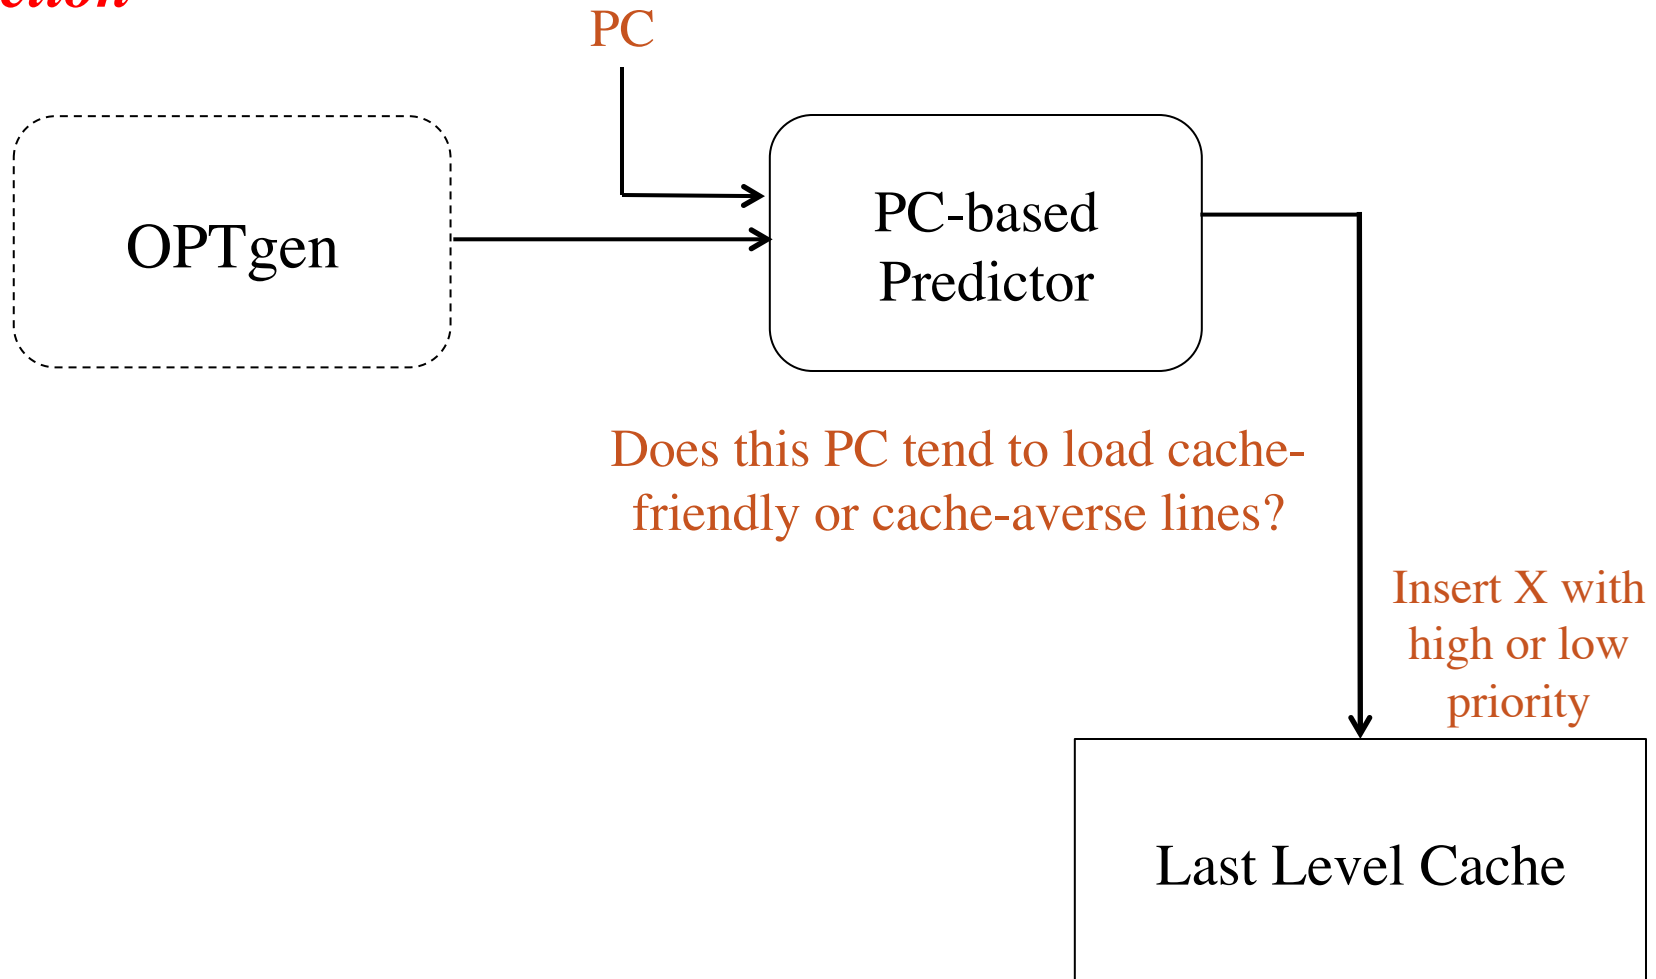 PC
OPTgen
PC-based
Predictor
Does this PC tend to load cache-
friendly or cache-averse lines?
Insert X with
high or low
priority
Last Level Cache